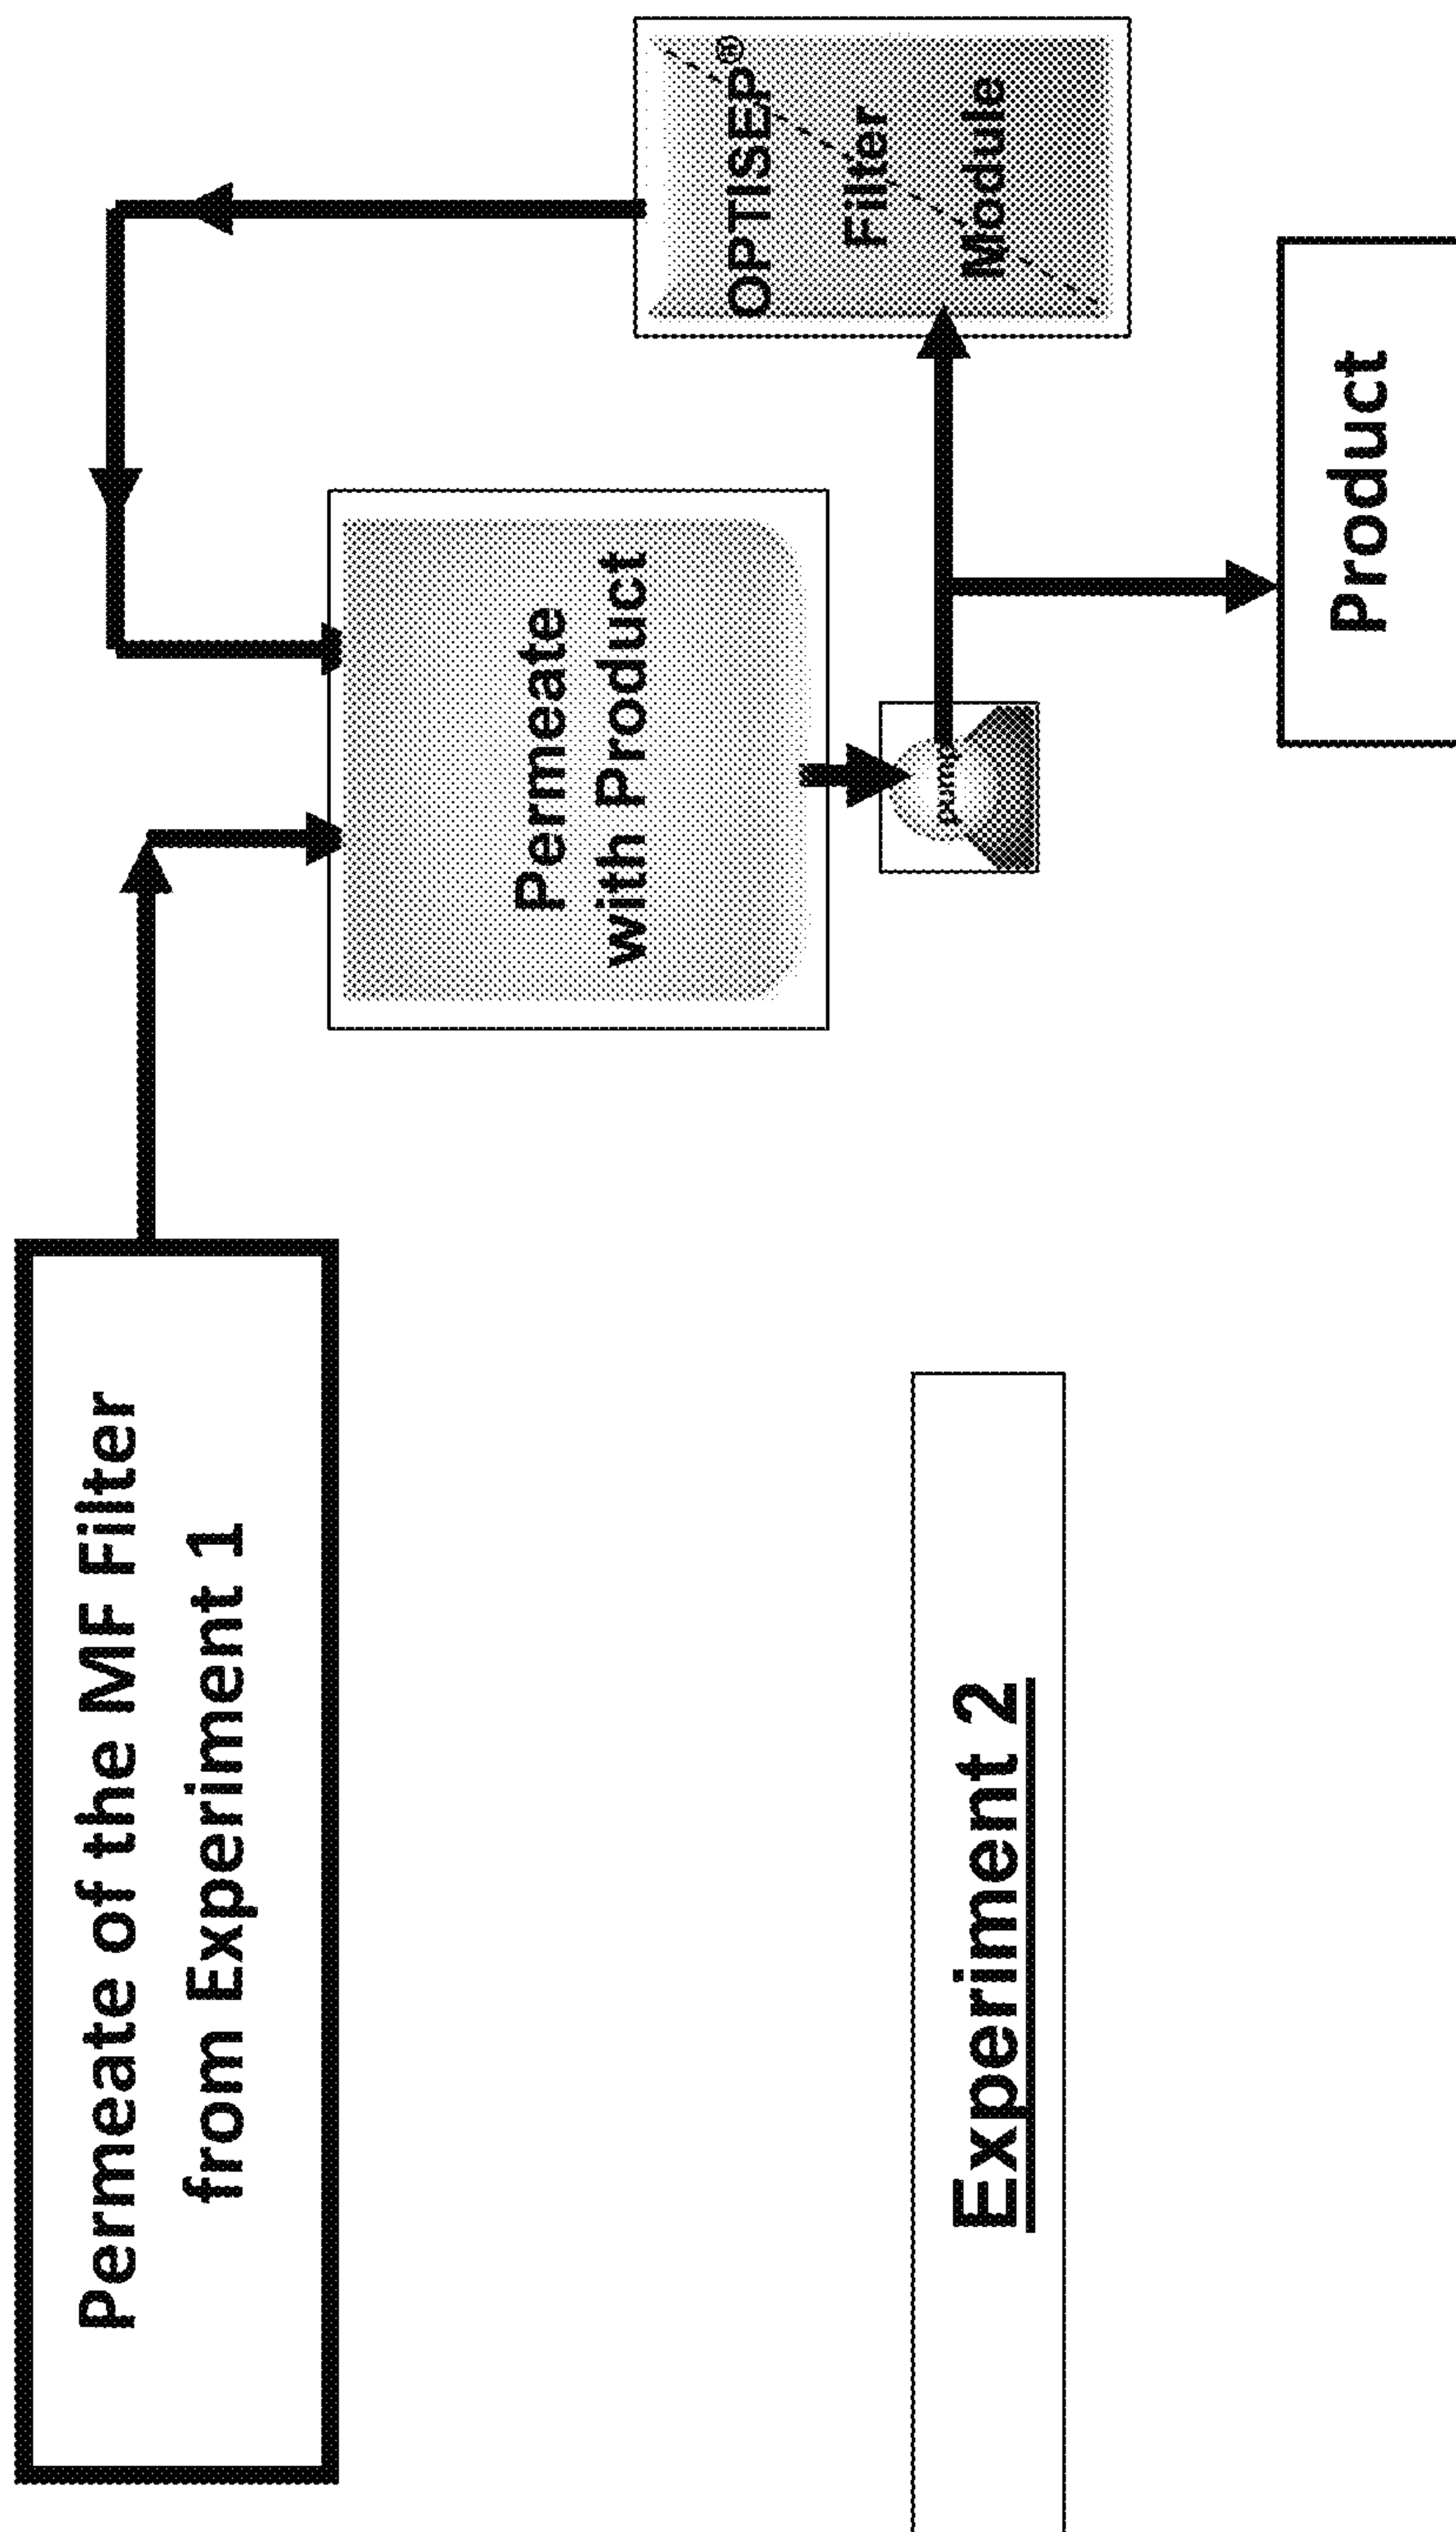 Permeate of the MF Filter
from Experiment 1
Permeate
with Product
OPTISEP®
Filter
Module
pump
Experiment 2
Product